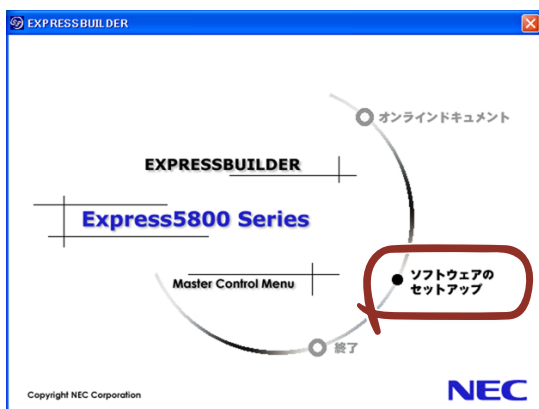 EXPRESSBUILDER
オンラインドキュメント
EXPRESSBUILDER
Express5800 Series
ソフトウェアの
セットアップ
Master Control Menu
終了
Copyright NEC Corporation
NEC